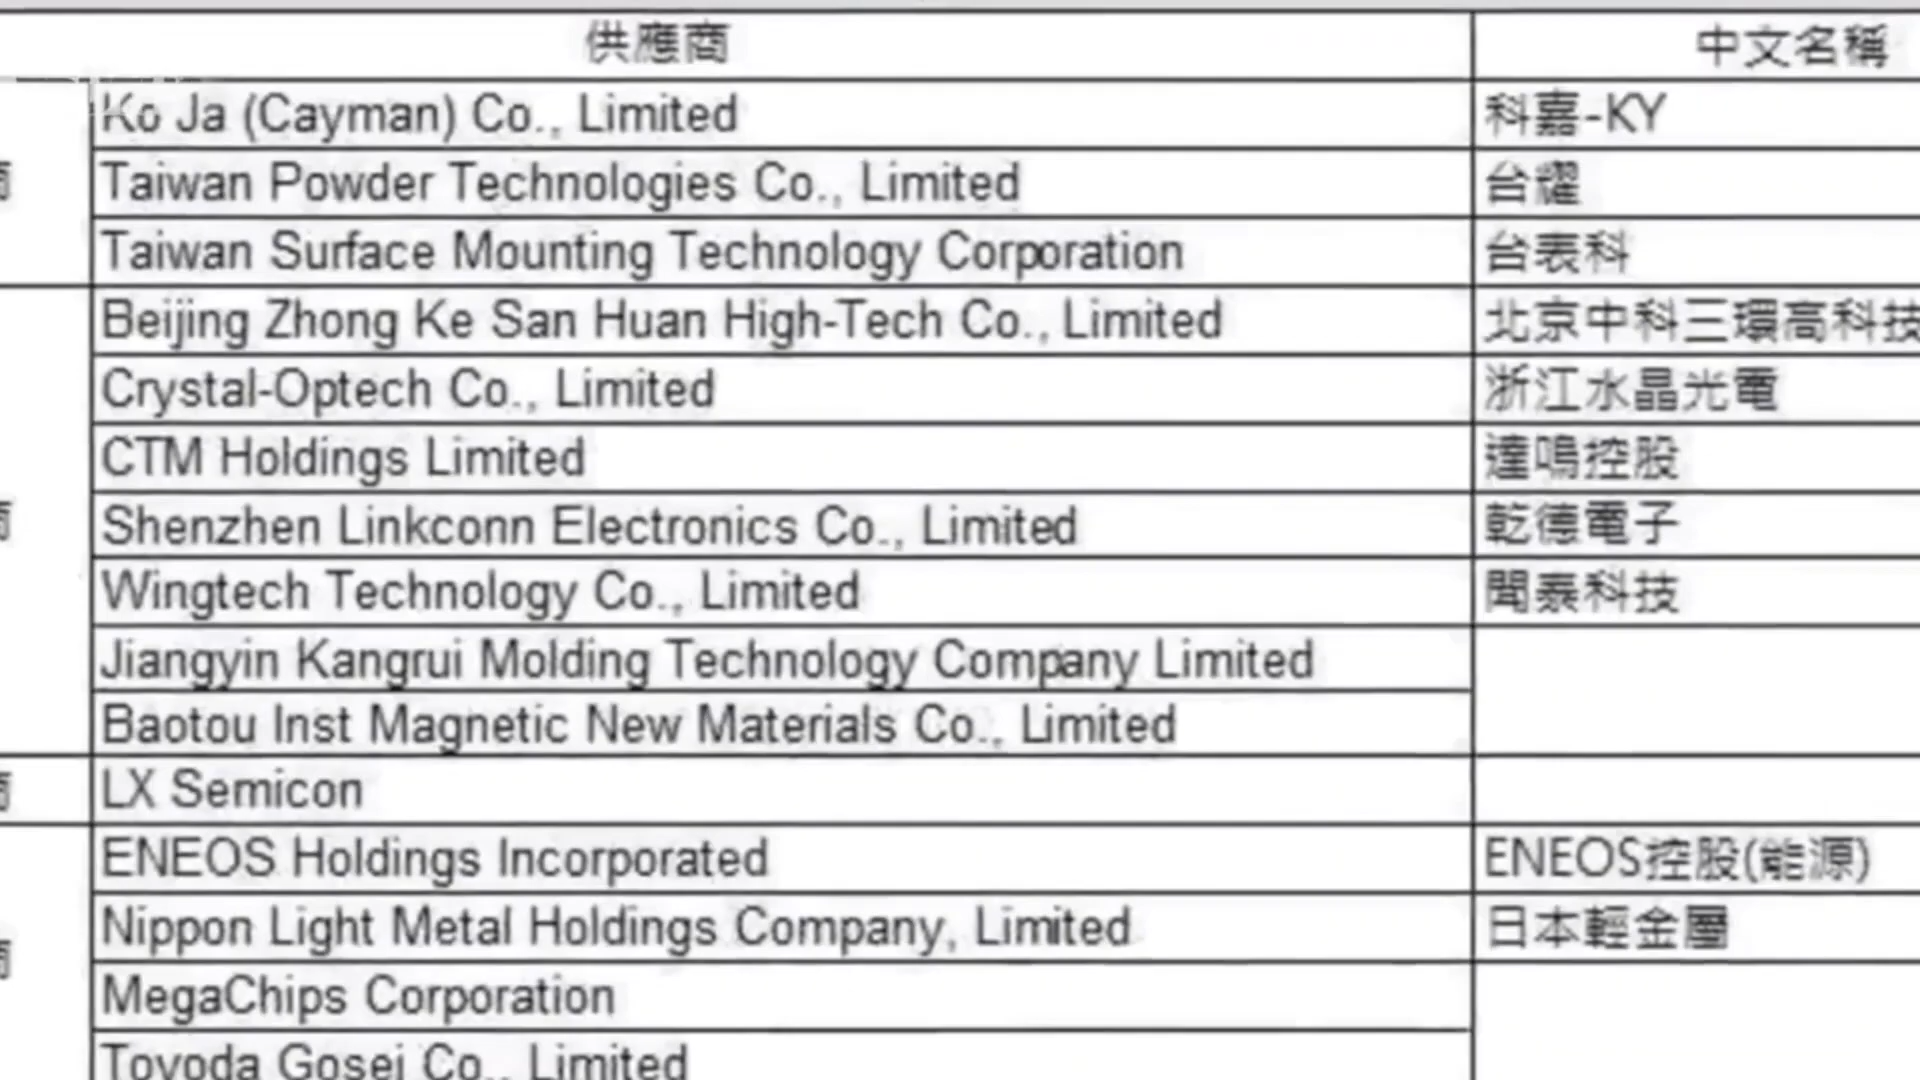 供應商 中文名稱
Ko Ja (Cayman) Co., Limited 科嘉-KY
Taiwan Powder Technologies Co., Limited 台耀
Taiwan Surface Mounting Technology Corporation 台表科
Beijing Zhong Ke San Huan High-Tech Co., Limited 北京中科三環高科技
Crystal-Optech Co., Limited 浙江水晶光電
CTM Holdings Limited 達鳴控股
Shenzhen Linkconn Electronics Co., Limited 乾德電子
Wingtech Technology Co., Limited 聞泰科技
Jiangyin Kangrui Molding Technology Company Limited
Baotou Inst Magnetic New Materials Co., Limited
LX Semicon
ENEOS Holdings Incorporated ENEOS控股(能源)
Nippon Light Metal Holdings Company, Limited 日本輕金屬
MegaChips Corporation
Toyoda Gosei Co., Limited